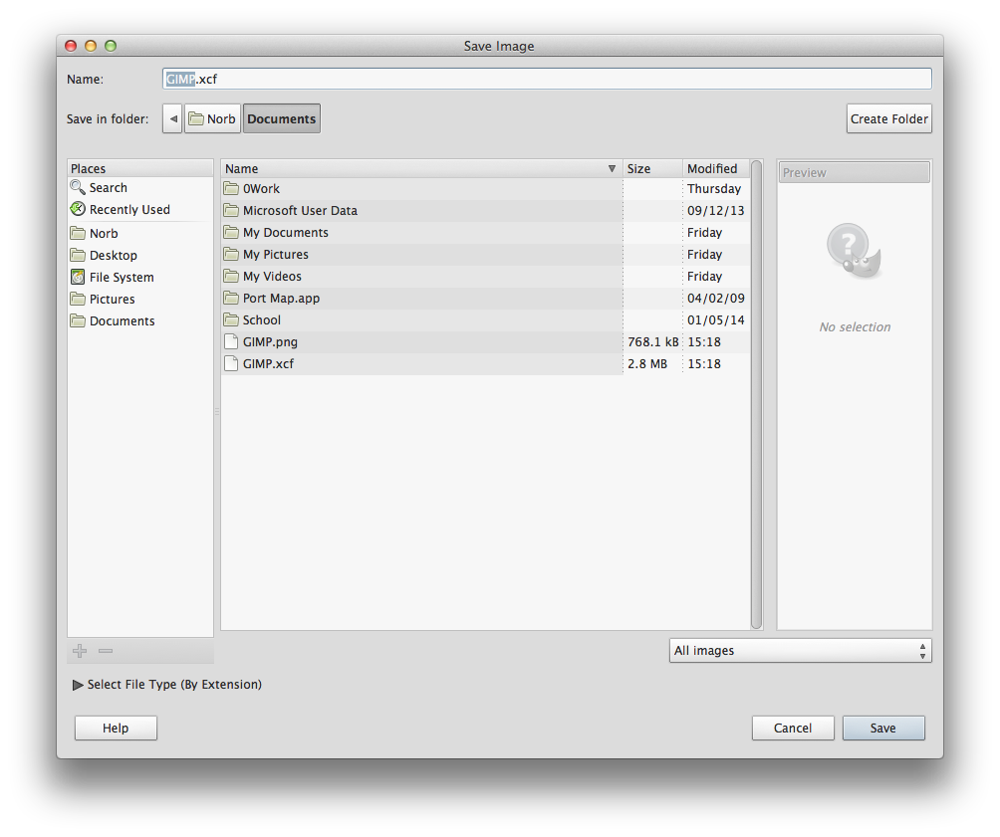 Save Image
Name: GIMP.xcf
Save in folder: Norb Documents Create Folder
Places
Search
Recently Used
Norb
Desktop
File System
Pictures
Documents
Name Size Modified
0Work Thursday
Microsoft User Data 09/12/13
My Documents Friday
My Pictures Friday
My Videos Friday
Port Map.app 04/02/09
School 01/05/14
GIMP.png 768.1 kB 15:18
GIMP.xcf 2.8 MB 15:18
Preview
?
No selection
All images
Select File Type (By Extension)
Help Cancel Save